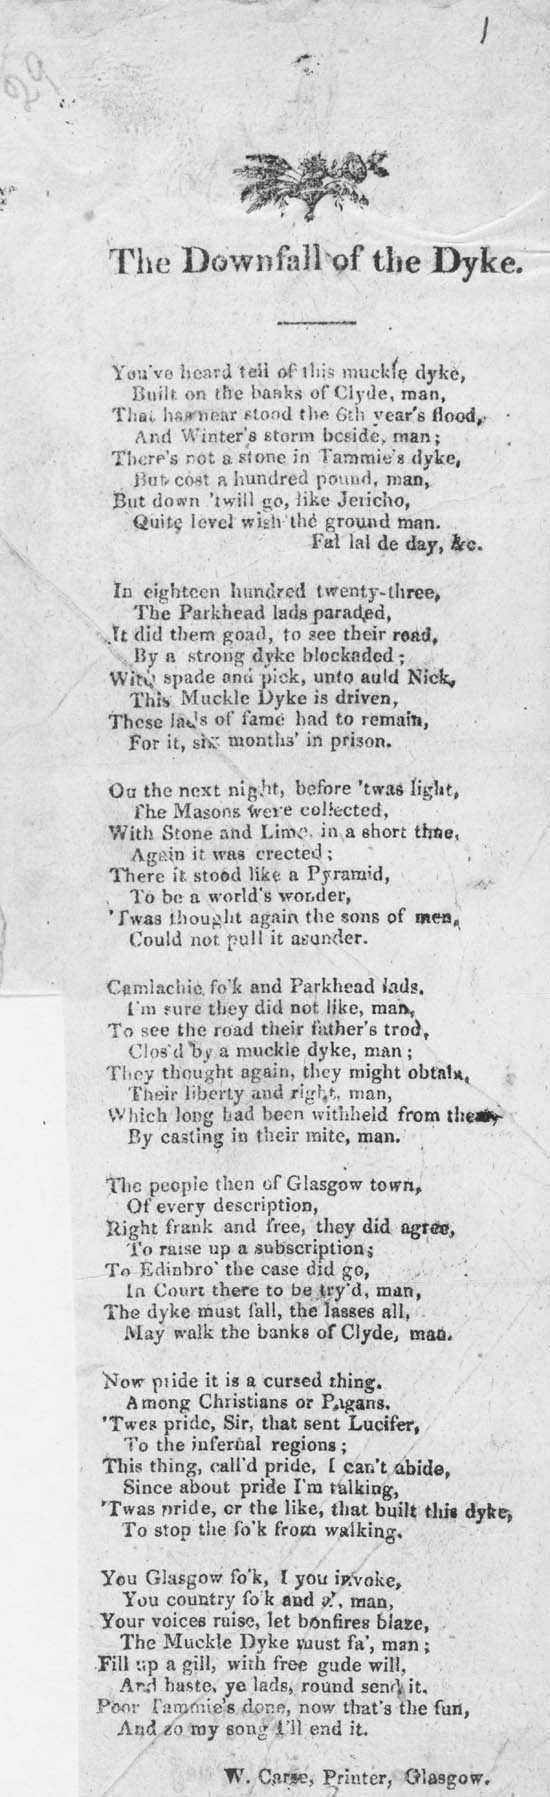 1
The Downfall of the Dyke.
You've heard tell of this muckle dyke,
Built on the banks of Clyde, man,
That has near stood the 6th year's flood,
And Winter's storm beside, man;
There's not a stone in Tammie's dyke,
But cost a hundred pound, man,
But down 'twill go, like Jericho,
Quite level wish the ground man.
Fal lal de day, &c.
In eighteen hundred twenty-three,
The Parkhead lads paraded,
It did them goad, to see their road,
By a strong dyke blockaded;
With spade and pick, unto auld Nick,
This Muckle Dyke is driven,
These lads of fame had to remain,
For it, six months' in prison.
On the next night, before 'twas light,
The Masons were collected,
With Stone and Lime, in a short time,
Again it was erected;
There it stood like a Pyramid,
To be a world's wonder,
'Twas thought again the sons of men,
Could not pull it asunder.
Camlachie fo'k and Parkhead lads,
I'm sure they did not like, man,
To see the road their father's trod,
Clos'd by a muckle dyke, man;
They thought again, they might obtain,
Their liberty and right, man,
Which long had been withheld from them
By casting in their mite, man.
The people then of Glasgow town,
Of every description,
Right frank and free, they did agree,
To raise up a subscription;
To Edinbro' the case did go,
In Court there to be try'd, man,
The dyke must fall, the lasses all,
May walk the banks of Clyde, man.
Now pride it is a cursed thing.
Among Christians or Pagans,
'Twes pride, Sir, that sent Lucifer,
To the infernal regions;
This thing, call'd pride, I can't abide,
Since about pride I'm talking,
'Twas pride, or the like, that built this dyke,
To stop the fo'k from walking.
You Glasgow fo'k, I you invoke,
You country fo'k and a', man,
Your voices raise, let bonfires blaze,
The Muckle Dyke must fa', man;
Fill up a gill, with free gude will,
And haste, ye lads, round send it,
Poor Tammie's done, now that's the fun,
And so my song I'll end it.
W. Carse, Printer, Glasgow.